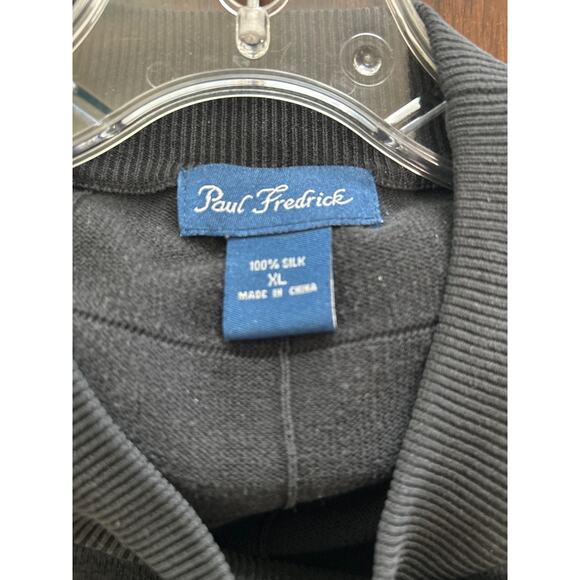 Paul Fredrick
100% SILK
XL
MADE IN CHINA